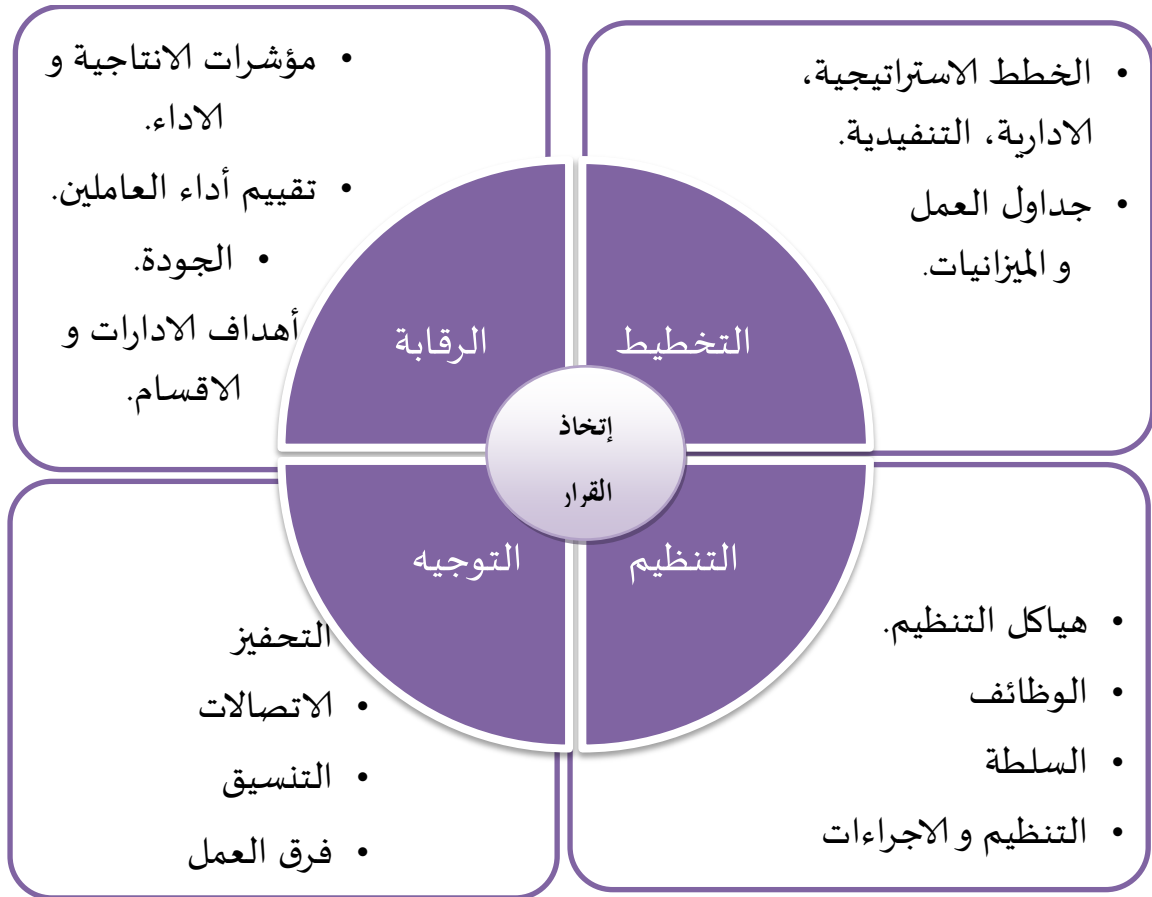 • الخطط الاستراتيجية،
الادارية، التنفيدية.
• جداول العمل
و الميزانيات.
• مؤشرات الانتاجية و
الاداء.
• تقييم أداء العاملين.
• الجودة.
أهداف الادارات و
الاقسام.
التخطيط
الرقابة
إتخاذ
القرار
التنظيم
التوجيه
• هياكل التنظيم.
• الوظائف
• السلطة
• التنظيم و الاجراءات
التحفيز
• الاتصالات
• التنسيق
• فرق العمل